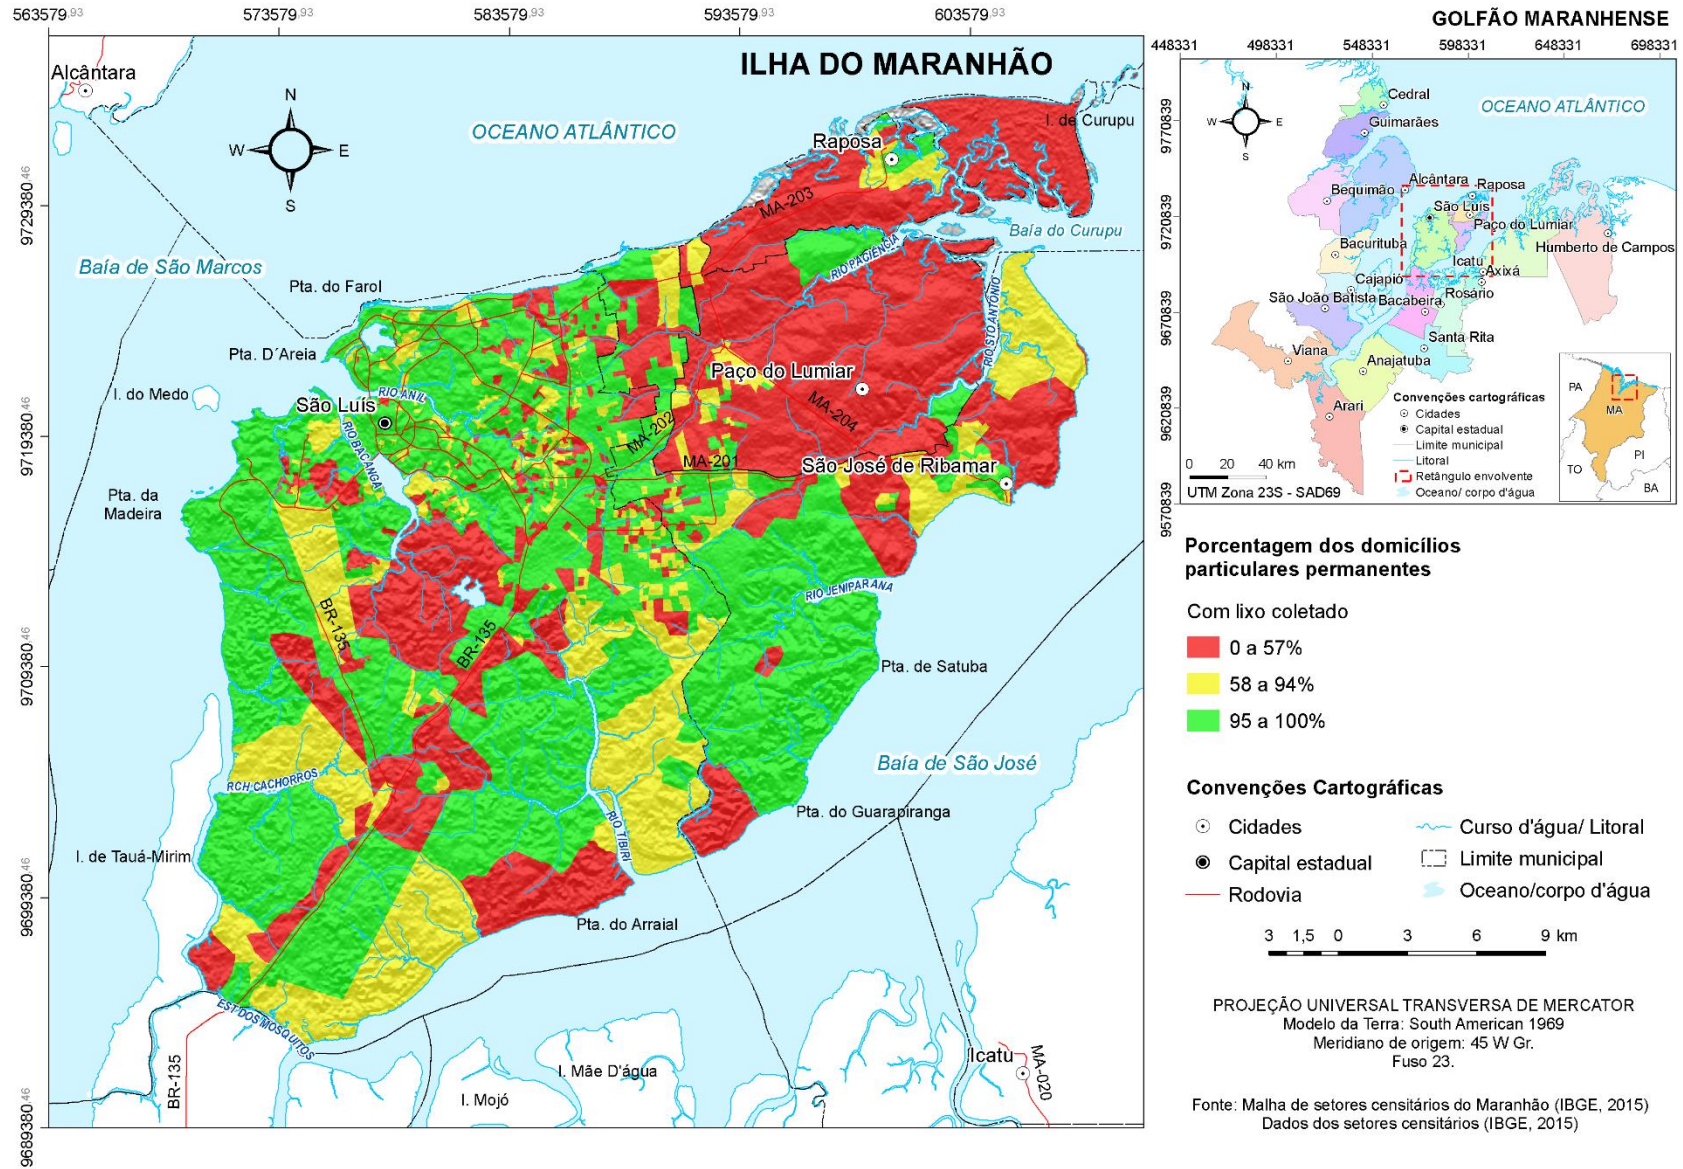 563579,93
573579,93
583579,93
593579,93
603579,93
9729380,46
9719380,46
9709380,46
9699380,46
9689380,46
ILHA DO MARANHÃO
Alcântara
N
W
E
S
OCEANO ATLÂNTICO
I. de Curupu
Raposa
MA-203
Baía do Curupu
RIO PACIÊNCIA
RIO STO ANTÔNIO
Baía de São Marcos
Pta. do Farol
Pta. D´Areia
I. do Medo
RIO ANIL
São Luís
RIO BACANGA
Paço do Lumiar
MA-204
MA-202
MA-201
São José de Ribamar
Pta. da
Madeira
BR-135
BR-135
RIO JENIPARANA
Pta. de Satuba
Baía de São José
RCH CACHORROS
Pta. do Guarapiranga
RIO TIBIRI
I. de Tauá-Mirim
Pta. do Arraial
EST DOS MOSQUITOS
BR-135
I. Mojó
I. Mãe D'água
Icatu
MA-020
GOLFÃO MARANHENSE
448331
498331
548331
598331
648331
698331
9770839
9720839
9670839
9620839
9570839
N
W
E
S
OCEANO ATLÂNTICO
Cedral
Guimarães
Bequimão
Alcântara
Raposa
São Luís
Paço do Lumiar
Bacurituba
Humberto de Campos
Icatu
Axixá
Cajapió
Rosário
São João Batista
Bacabeira
Santa Rita
Viana
Anajatuba
Arari
Convenções cartográficas
Cidades
Capital estadual
Limite municipal
Litoral
Retângulo envolvente
Oceano/ corpo d'água
0 20 40 km
UTM Zona 23S - SAD69
PA
MA
PI
TO
BA
Porcentagem dos domicílios
particulares permanentes
Com lixo coletado
0 a 57%
58 a 94%
95 a 100%
Convenções Cartográficas
Cidades
Capital estadual
Rodovia
Curso d'água/ Litoral
Limite municipal
Oceano/corpo d'água
3 1,5 0 3 6 9 km
PROJEÇÃO UNIVERSAL TRANSVERSA DE MERCATOR
Modelo da Terra: South American 1969
Meridiano de origem: 45 W Gr.
Fuso 23.
Fonte: Malha de setores censitários do Maranhão (IBGE, 2015)
Dados dos setores censitários (IBGE, 2015)